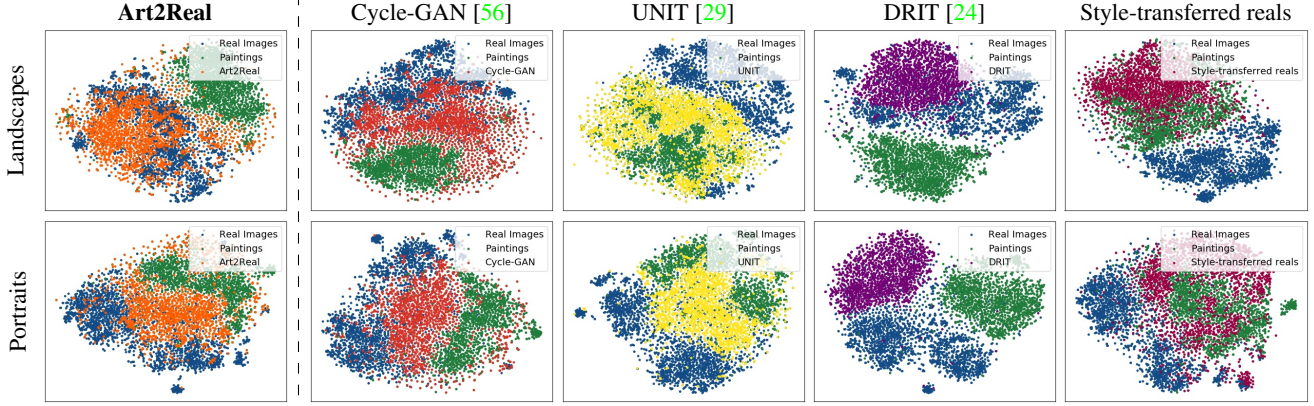 Art2Real Cycle-GAN [56] UNIT [29] DRIT [24] Style-transferred reals
Landscapes
Real Images
Paintings
Art2Real
Real Images
Paintings
Cycle-GAN
Real Images
Paintings
UNIT
Real Images
Paintings
DRIT
Real Images
Paintings
Style-transferred reals
Portraits
Real Images
Paintings
Art2Real
Real Images
Paintings
Cycle-GAN
Real Images
Paintings
UNIT
Real Images
Paintings
DRIT
Real Images
Paintings
Style-transferred reals